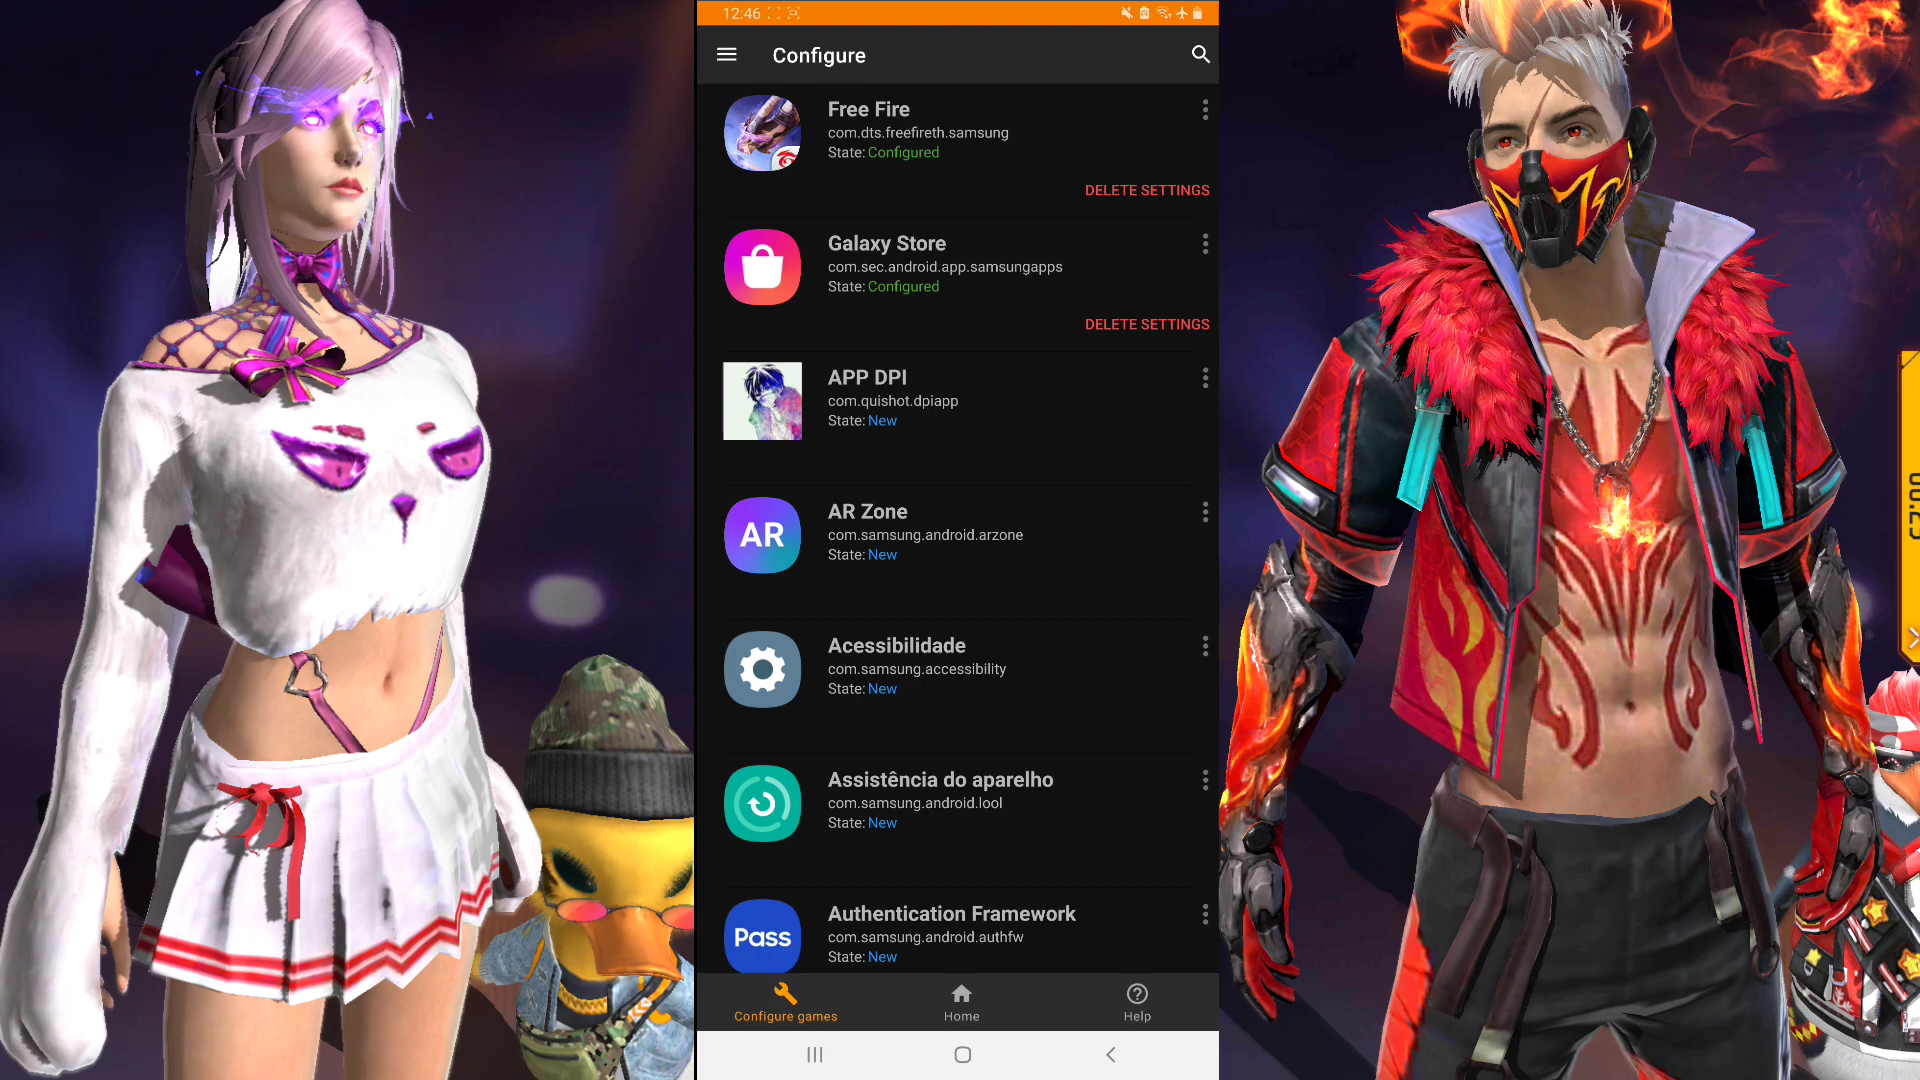 12:46
Configure
Free Fire
com.dts.freefireth.samsung
State: Configured
DELETE SETTINGS
Galaxy Store
com.sec.android.app.samsungapps
State: Configured
DELETE SETTINGS
APP DPI
com.quishot.dpiapp
State: New
AR
AR Zone
com.samsung.android.arzone
State: New
Acessibilidade
com.samsung.accessibility
State: New
Assistência do aparelho
com.samsung.android.lool
State: New
Pass
Authentication Framework
com.samsung.android.authfw
State: New
Configure games
Home
Help